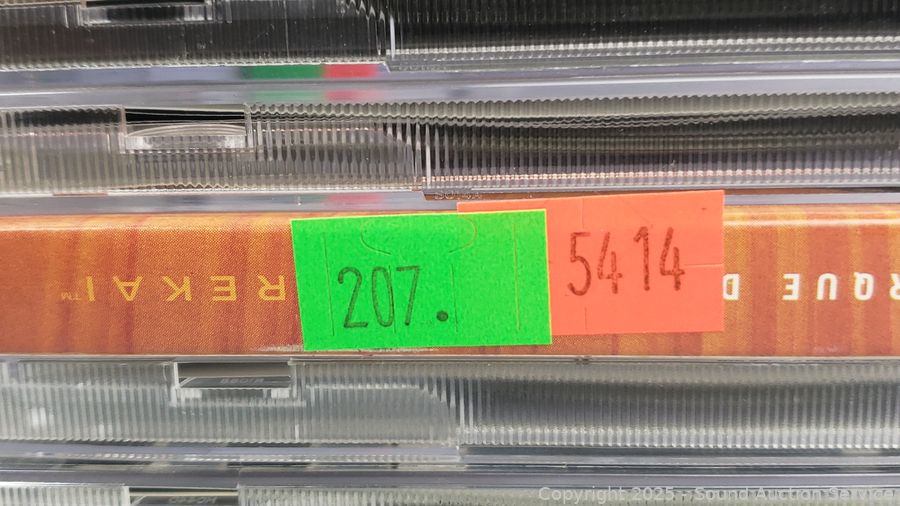 207.
5414
RQUE D
REKAI™
Copyright 2025 - Sound Auction Service